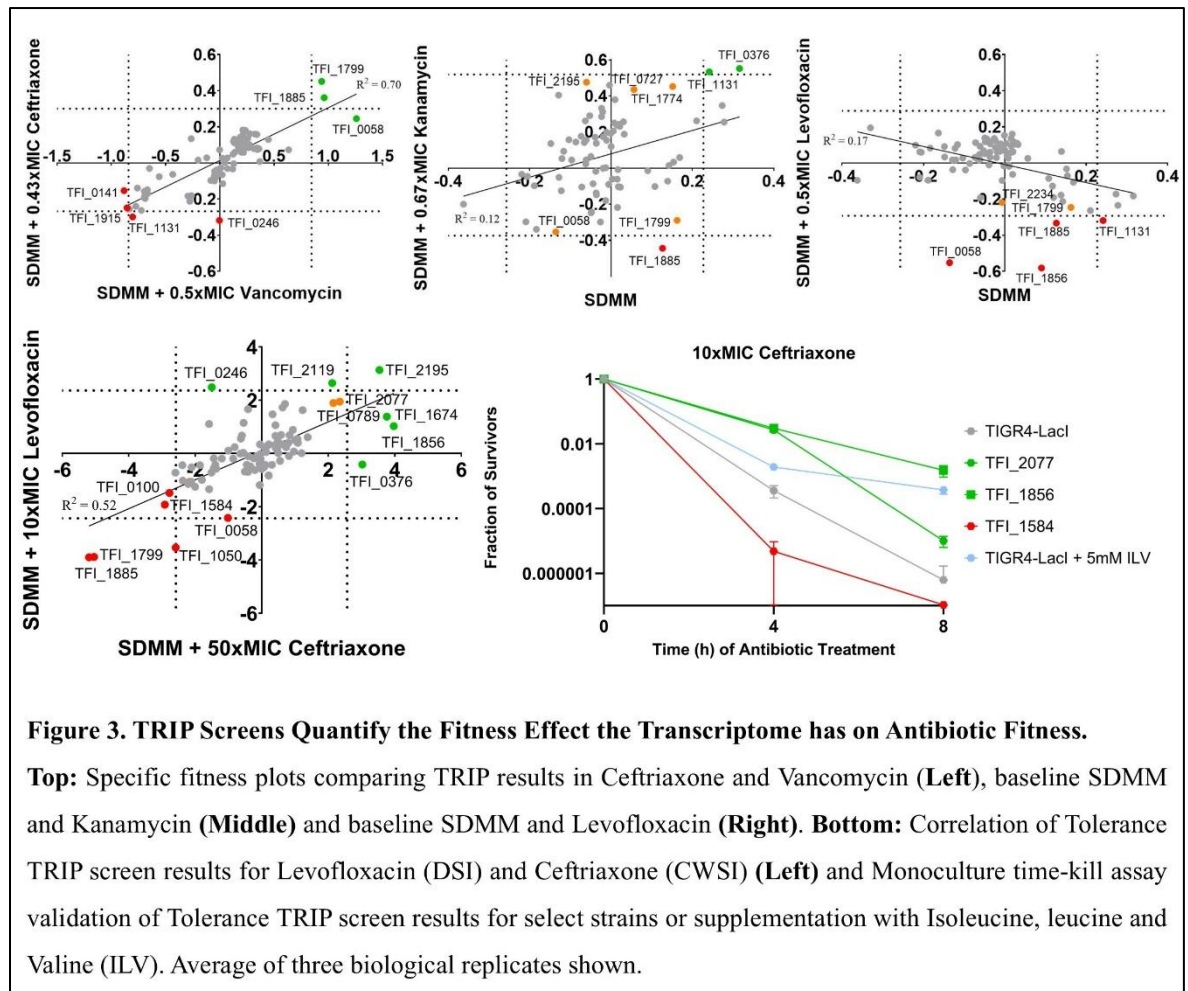 SDMM + 0.43xMIC Ceftriaxone
0.6
0.4
0.2
-0.2
-0.4
-0.6
-1.5
-1.0
-0.5
0.5
1.0
1.5
TFI_1799
R² = 0.70
TFI_1885
TFI_0058
TFI_0141
TFI_1915
TFI_1131
TFI_0246
SDMM + 0.5xMIC Vancomycin
SDMM + 0.67xMIC Kanamycin
0.6
0.4
0.2
-0.2
-0.4
-0.4
-0.2
0.2
0.4
TFI_0376
TFI_2195
TFI_0727
TFI_1131
TFI_1774
R² = 0.12
TFI_0058
TFI_1799
TFI_1885
SDMM
SDMM + 0.5xMIC Levofloxacin
0.6
0.4
0.2
-0.2
-0.4
-0.6
-0.4
-0.2
0.2
0.4
R² = 0.17
TFI_2234
TFI_1799
TFI_1885
TFI_1131
TFI_0058
TFI_1856
SDMM
SDMM + 10xMIC Levofloxacin
4
2
-2
-4
-6
-6
-4
-2
2
4
6
TFI_0246
TFI_2119
TFI_2195
TFI_2077
TFI_0789
TFI_1674
TFI_1856
TFI_0376
TFI_0100
TFI_1584
R² = 0.52
TFI_0058
TFI_1799
TFI_1050
TFI_1885
SDMM + 50xMIC Ceftriaxone
10xMIC Ceftriaxone
Fraction of Survivors
1
0.01
0.0001
0.000001
0
4
8
Time (h) of Antibiotic Treatment
TIGR4-LacI
TFI_2077
TFI_1856
TFI_1584
TIGR4-LacI + 5mM ILV
Figure 3. TRIP Screens Quantify the Fitness Effect the Transcriptome has on Antibiotic Fitness.
Top: Specific fitness plots comparing TRIP results in Ceftriaxone and Vancomycin (Left), baseline SDMM
and Kanamycin (Middle) and baseline SDMM and Levofloxacin (Right). Bottom: Correlation of Tolerance
TRIP screen results for Levofloxacin (DSI) and Ceftriaxone (CWSI) (Left) and Monoculture time-kill assay
validation of Tolerance TRIP screen results for select strains or supplementation with Isoleucine, leucine and
Valine (ILV). Average of three biological replicates shown.